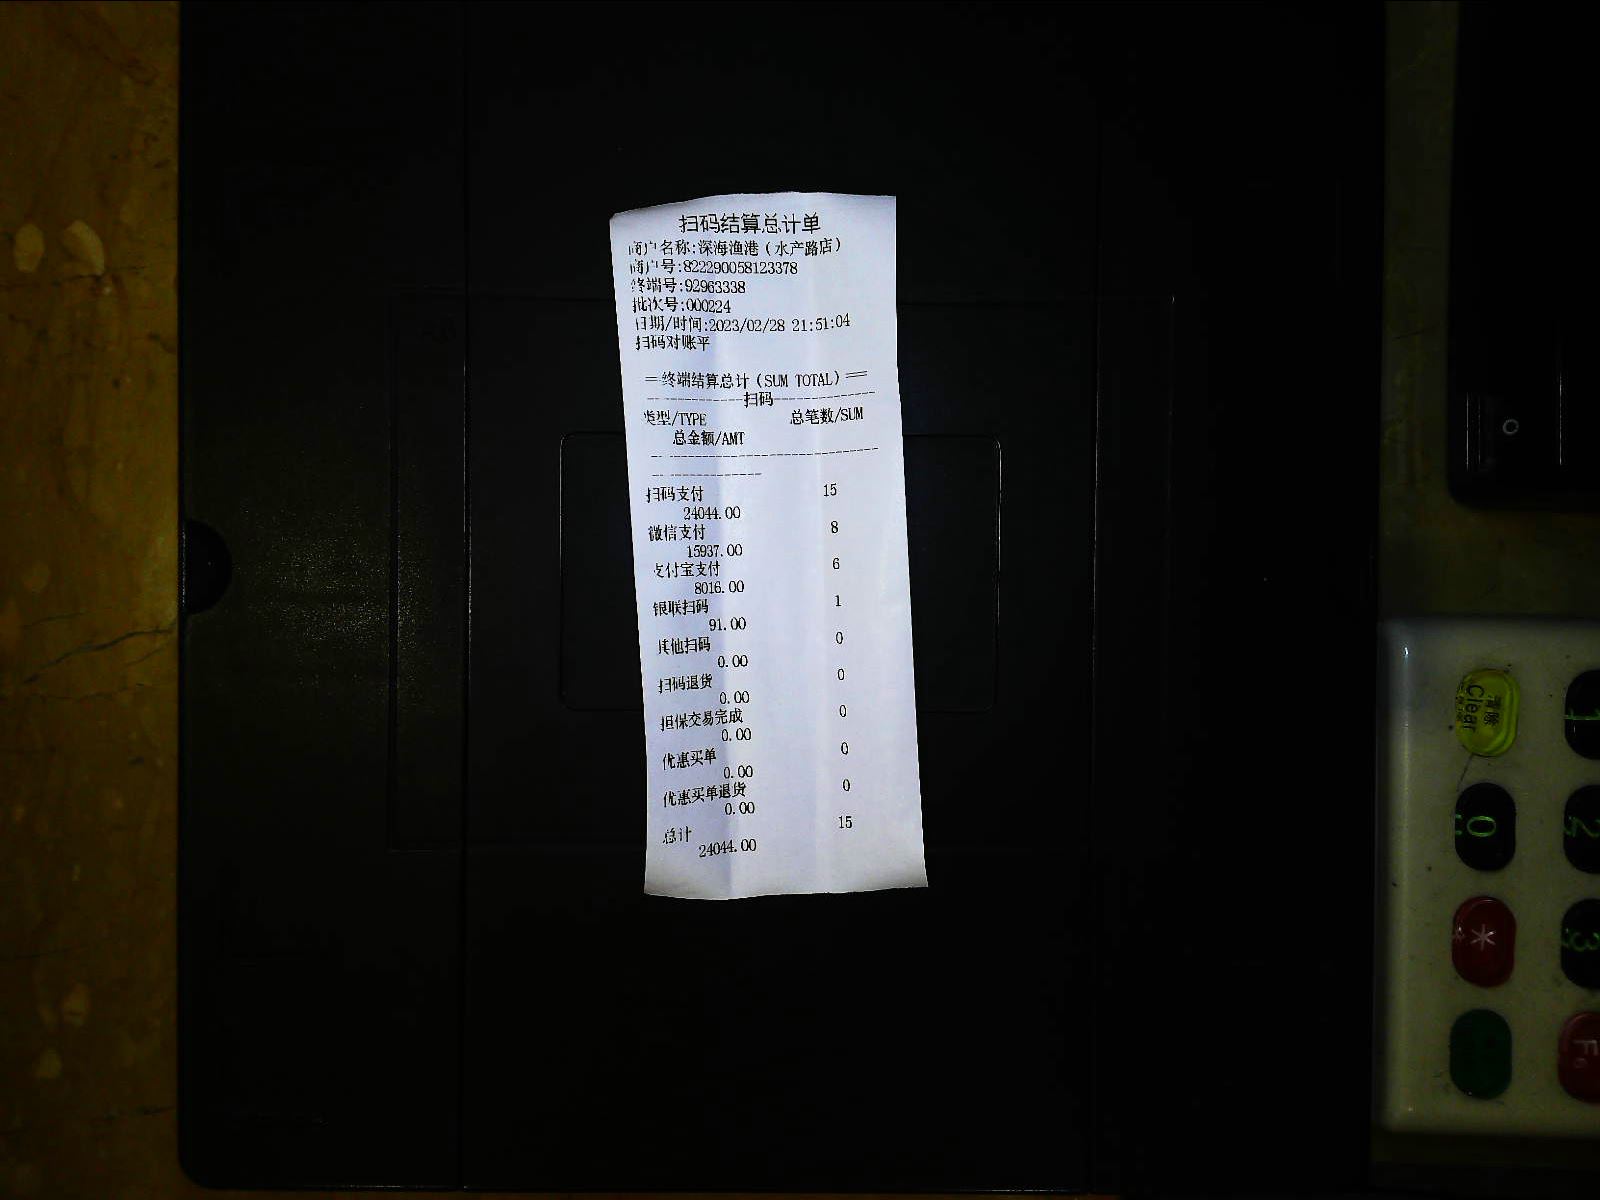 扫码结算总计单
商户名称:深海渔港(水产路店)
商户号:822290058123378
终端号:92963338
批次号:000224
日期/时间:2023/02/28 21:51:04
扫码对账平
==终端结算总计(SUM TOTAL)==
扫码
类型/TYPE 总笔数/SUM
总金额/AMT
扫码支付 15
24044.00
微信支付 8
15937.00
支付宝支付 6
8016.00
银联扫码 1
91.00
其他扫码 0
0.00
扫码退货 0
0.00
担保交易完成 0
0.00
优惠买单 0
0.00
优惠买单退货 0
0.00
总计 15
24044.00
清除
Clear
0
*
1
2
3
F